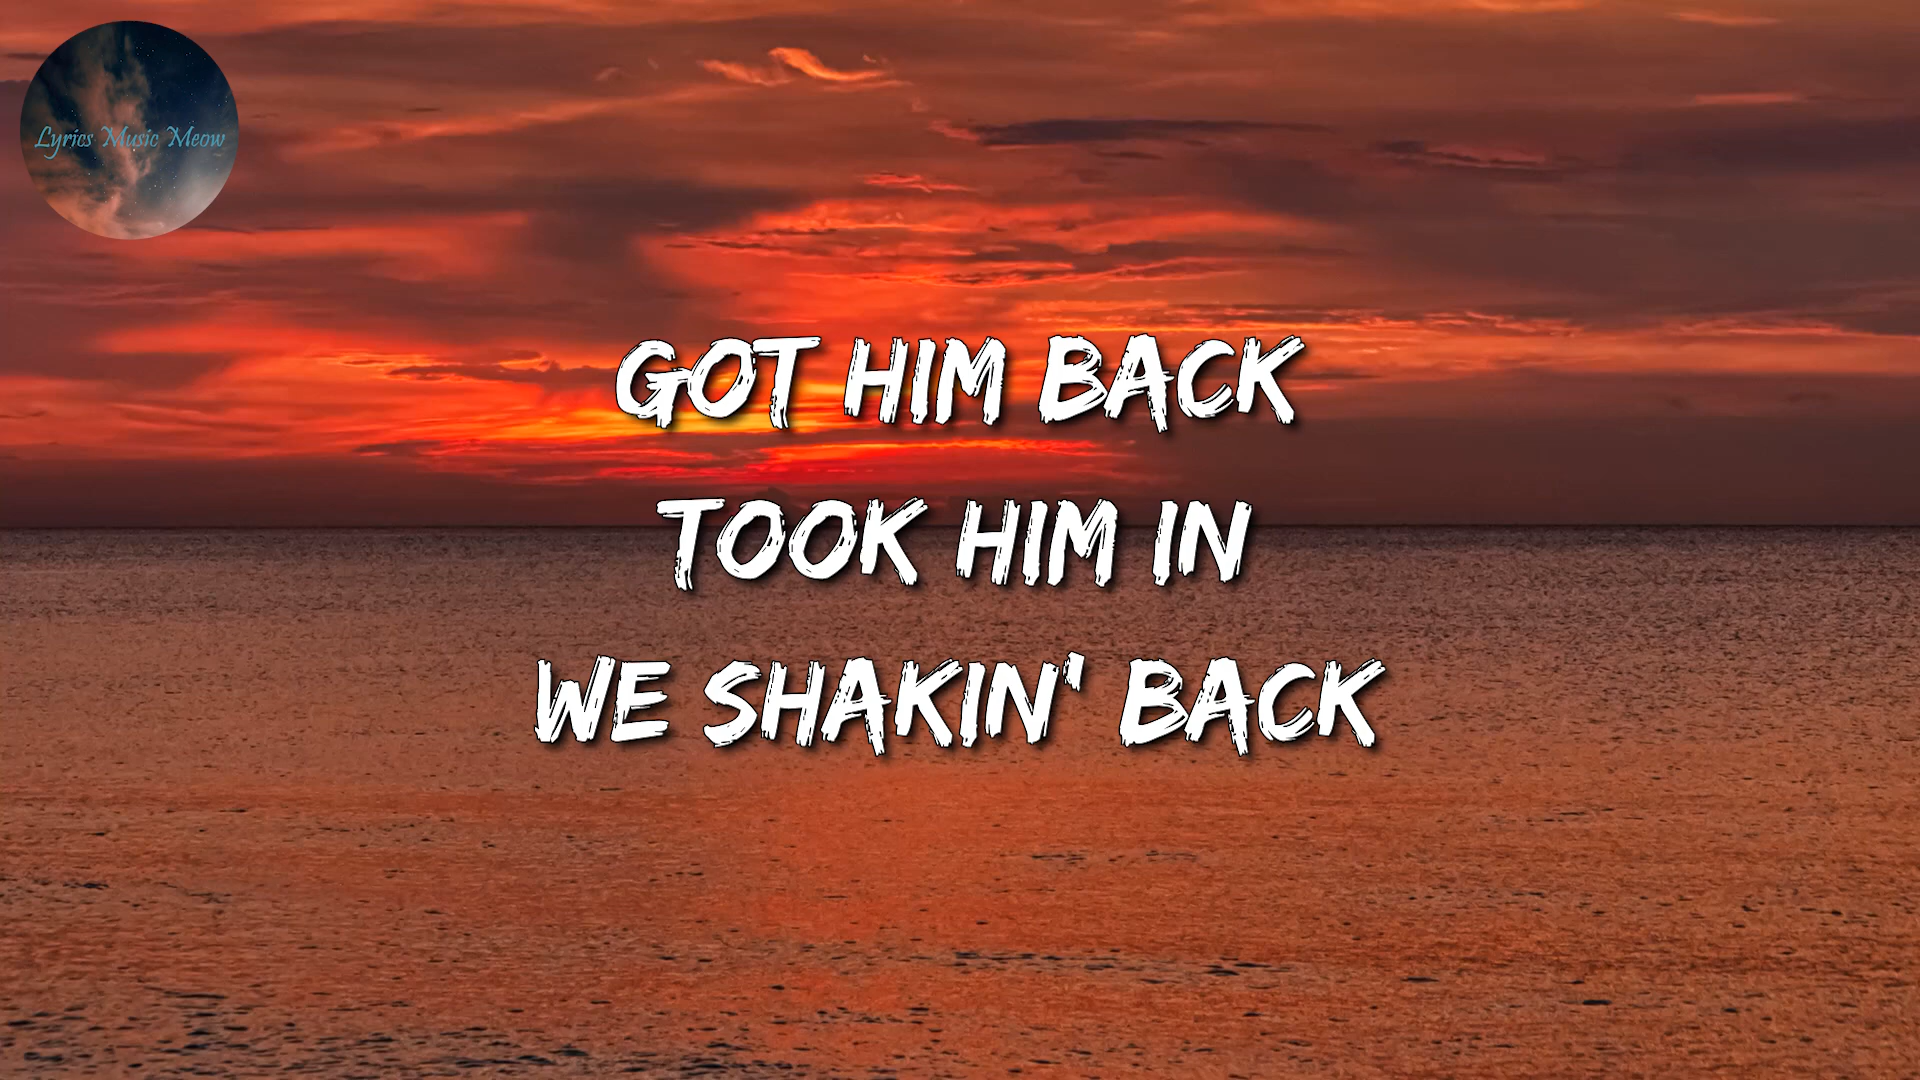 Lyrics Music Meow
GOT HIM BACK
TOOK HIM IN
WE SHAKIN' BACK